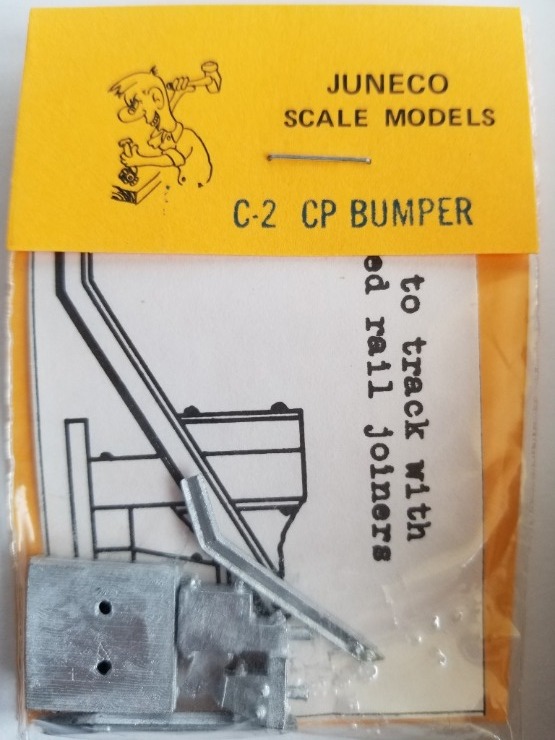 JUNECO
SCALE MODELS
C-2 CP BUMPER
to track with
ed rail joiners